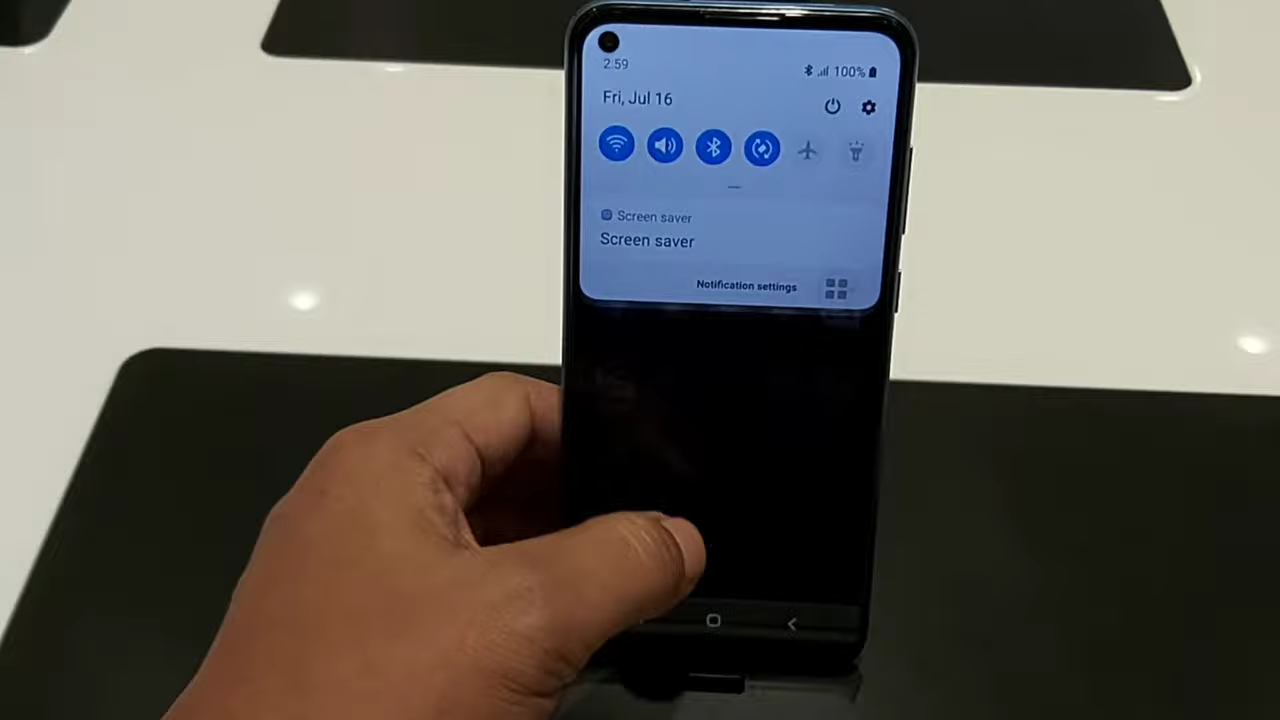 2:59
100%
Fri, Jul 16
Screen saver
Screen saver
Notification settings